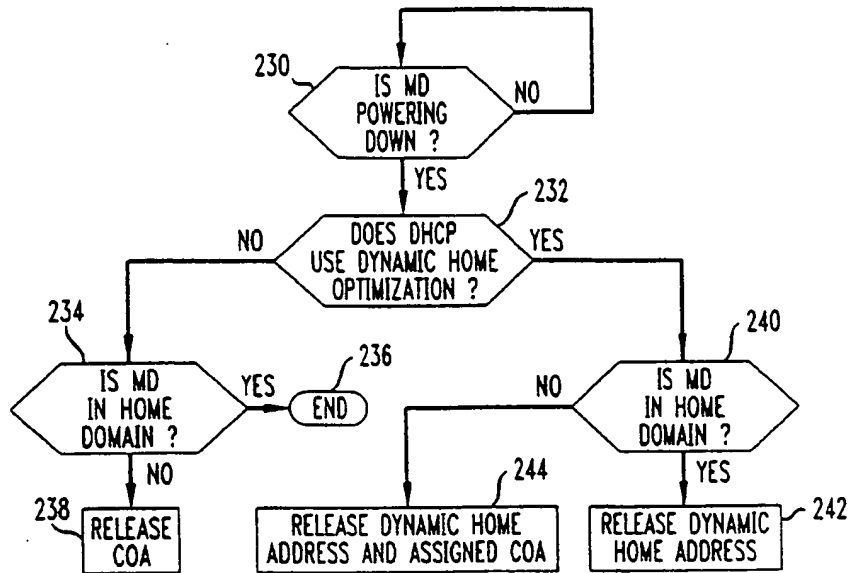 230
IS MD
POWERING
DOWN ?
NO
YES
232
DOES DHCP
USE DYNAMIC HOME
OPTIMIZATION ?
NO
YES
234
IS MD
IN HOME
DOMAIN ?
YES
236
END
NO
238
RELEASE
COA
240
IS MD
IN HOME
DOMAIN ?
NO
YES
244
RELEASE DYNAMIC HOME
ADDRESS AND ASSIGNED COA
RELEASE DYNAMIC
HOME ADDRESS
242